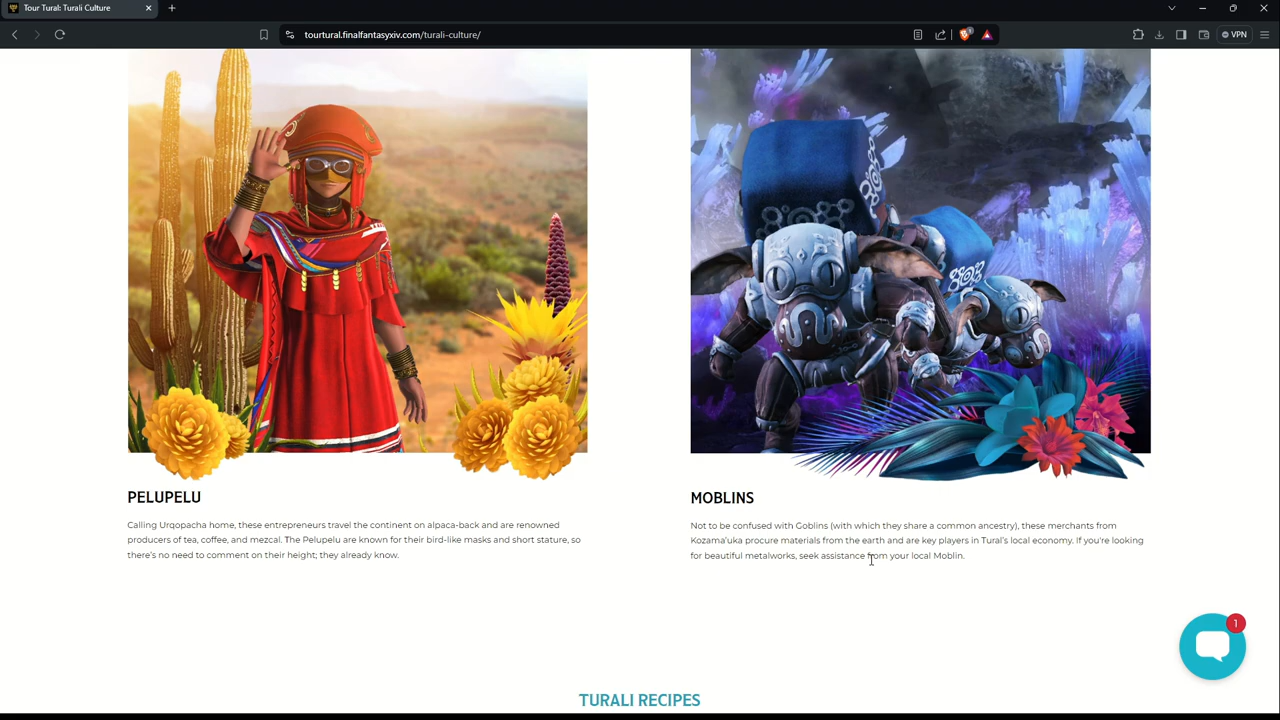 Tour Tural: Turali Culture
tourtural.finalfantasyxiv.com/turali-culture/
VPN
PELUPELU
Calling Urqopacha home, these entrepreneurs travel the continent on alpaca-back and are renowned
producers of tea, coffee, and mezcal. The Pelupelu are known for their bird-like masks and short stature, so
there's no need to comment on their height; they already know.
MOBLINS
Not to be confused with Goblins (with which they share a common ancestry), these merchants from
Kozama'uka procure materials from the earth and are key players in Tural's local economy. If you're looking
for beautiful metalworks, seek assistance from your local Moblin.
1
TURALI RECIPES